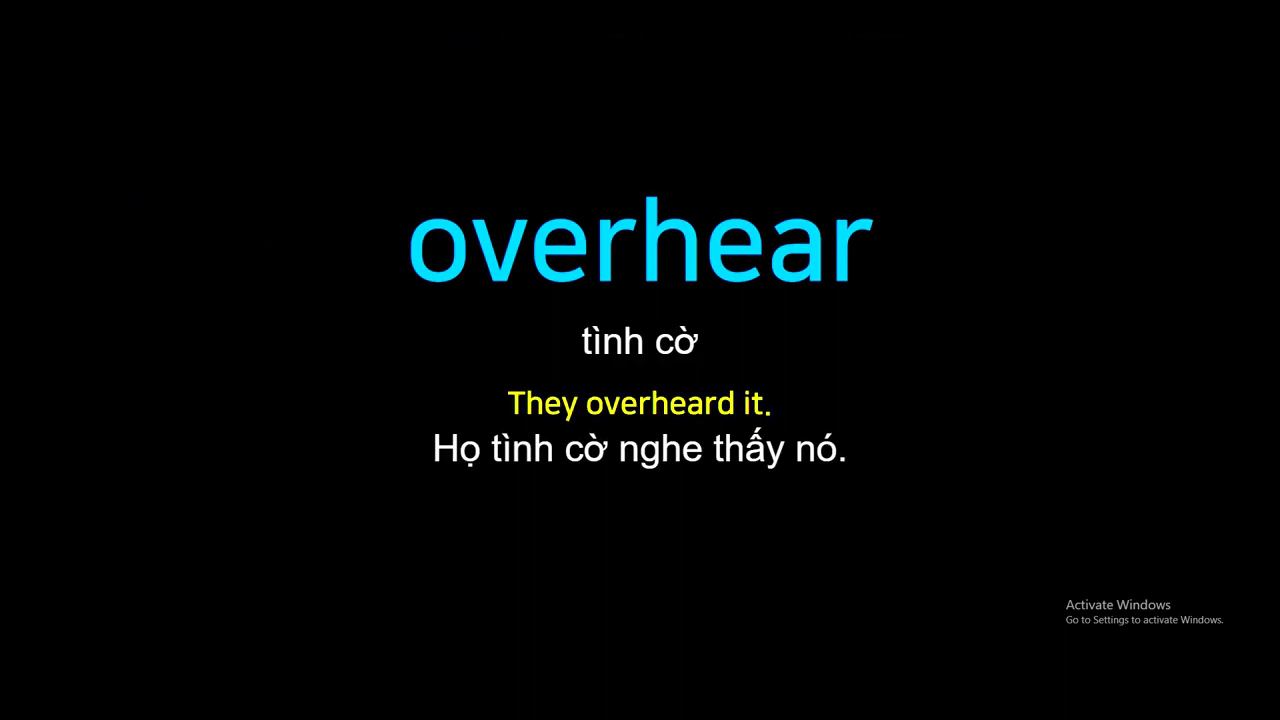 overhear
tình cờ
They overheard it.
Họ tình cờ nghe thấy nó.
Activate Windows
Go to Settings to activate Windows.